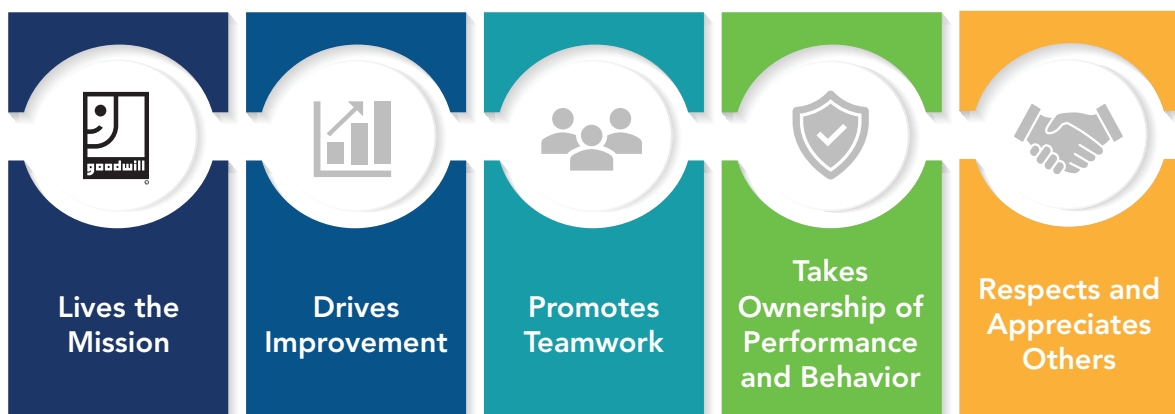 goodwill
Lives the
Mission
Drives
Improvement
Promotes
Teamwork
Takes
Ownership of
Performance
and Behavior
Respects and
Appreciates
Others